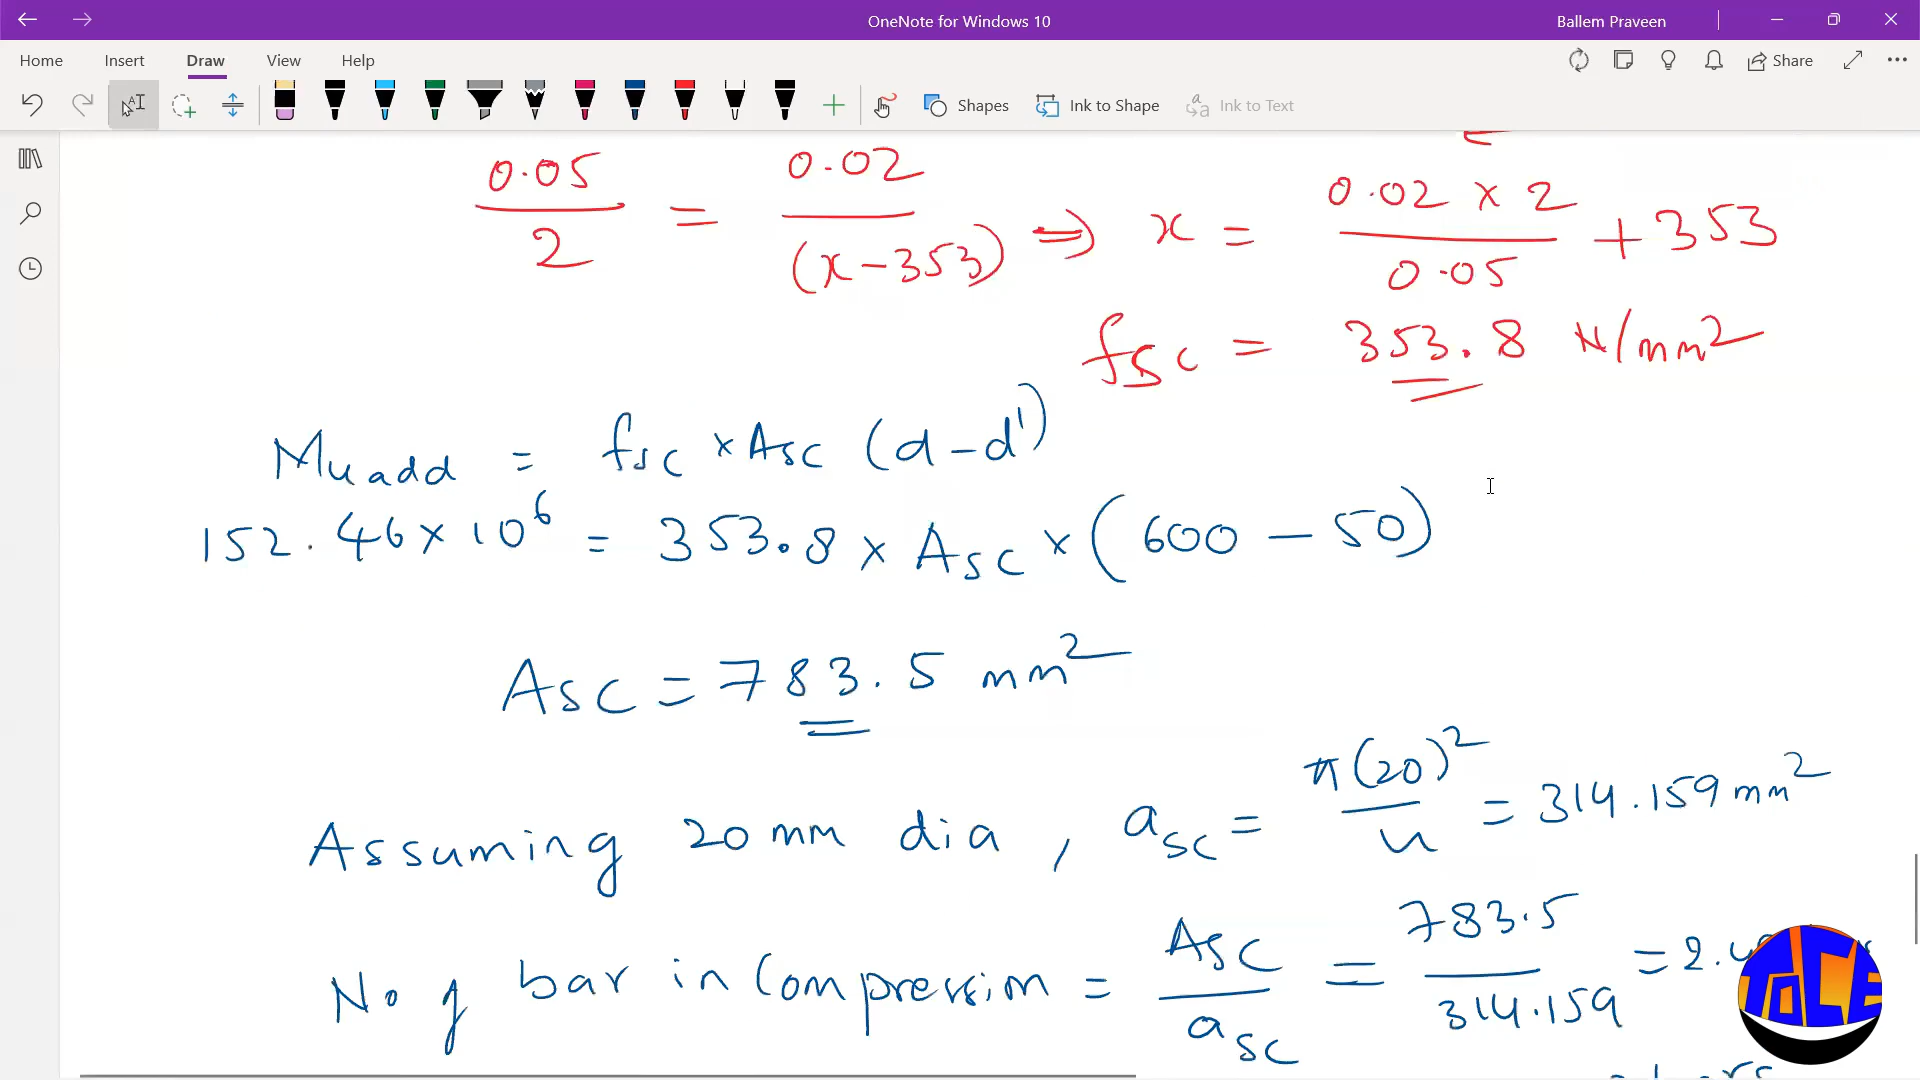 OneNote for Windows 10
Ballem Praveen
Home Insert Draw View Help
Share
Shapes Ink to Shape Ink to Text
0.05 / 2 = 0.02 / (x-353) ⇒ x = 0.02 × 2 / 0.05 + 353
fsc = 353.8 N/mm²
Mu add = fsc × Asc (d-d')
152.46 × 10⁶ = 353.8 × Asc × (600 - 50)
Asc = 783.5 mm²
Assuming 20 mm dia, asc = π(20)² / 4 = 314.159 mm²
No of bar in Compression = Asc / asc = 783.5 / 314.159 = 2.4